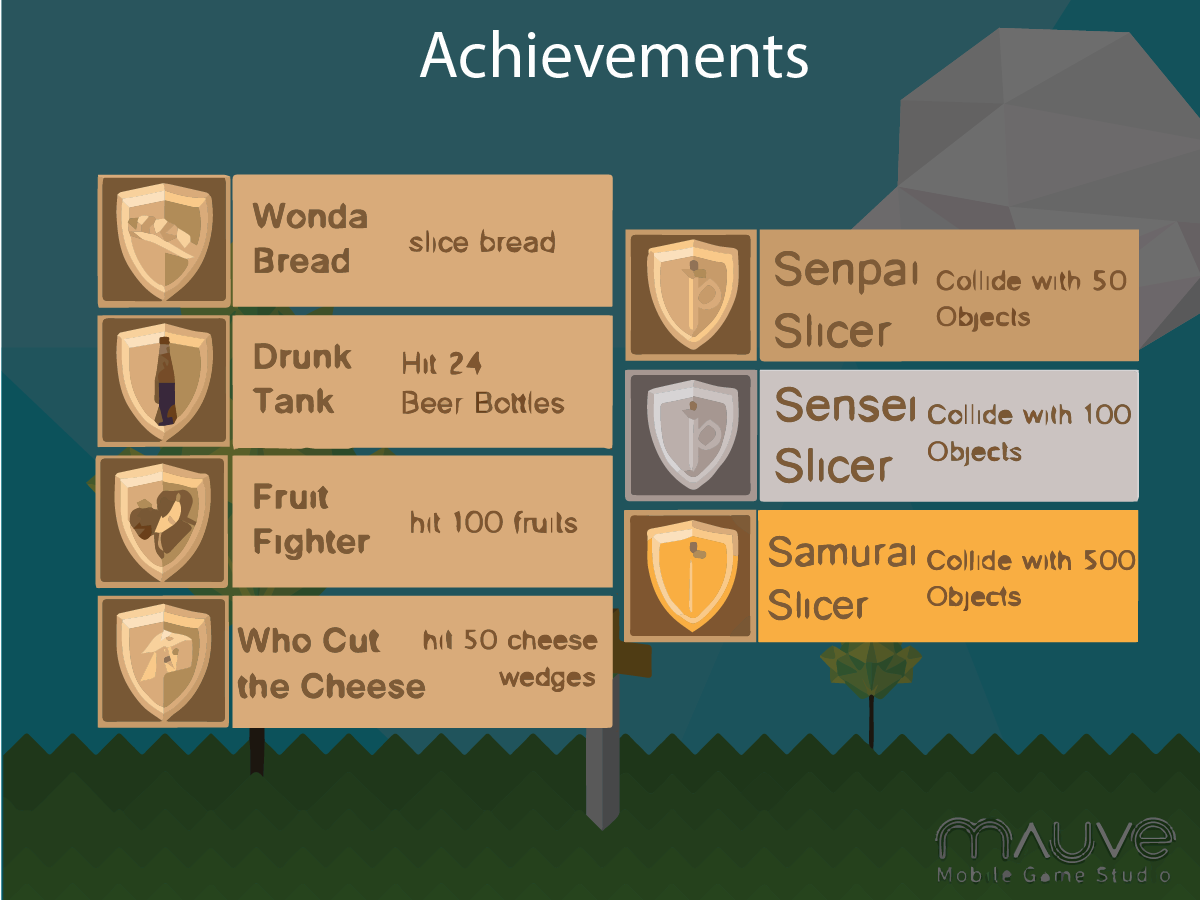 Achievements
Wonda
Bread
slice bread
Drunk
Tank
Hit 24
Beer Bottles
Fruit
Fighter
hit 100 fruits
Who Cut
the Cheese
hit 50 cheese
wedges
Senpai
Slicer
Collide with 50
Objects
Sensei
Slicer
Collide with 100
Objects
Samurai
Slicer
Collide with 500
Objects
mauve
Mobile Game Studio